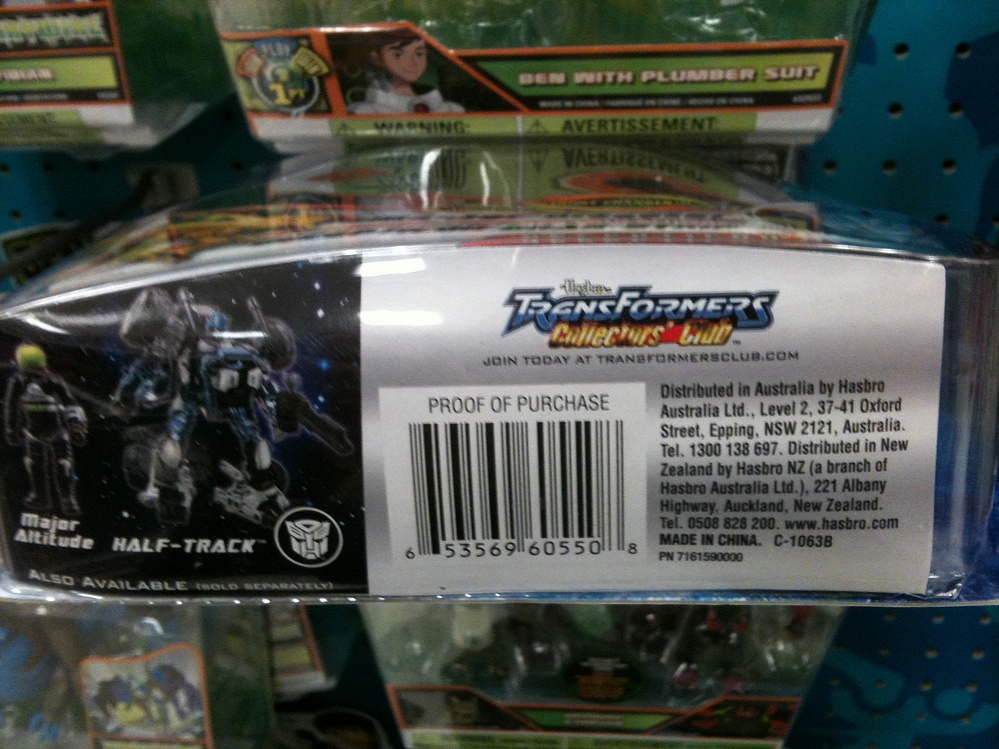 BEN WITH PLUMBER SUIT
WARNING:
AVERTISSEMENT:
TRANSFORMERS
Collectors' Club™
JOIN TODAY AT TRANSFORMERSCLUB.COM
PROOF OF PURCHASE
6 53569 60550 8
Distributed in Australia by Hasbro
Australia Ltd., Level 2, 37-41 Oxford
Street, Epping, NSW 2121, Australia.
Tel. 1300 138 697. Distributed in New
Zealand by Hasbro NZ (a branch of
Hasbro Australia Ltd.), 221 Albany
Highway, Auckland, New Zealand.
Tel. 0508 828 200. www.hasbro.com
MADE IN CHINA. C-1063B
PN 7161590000
Major
Altitude
HALF-TRACK™
ALSO AVAILABLE (SOLD SEPARATELY)